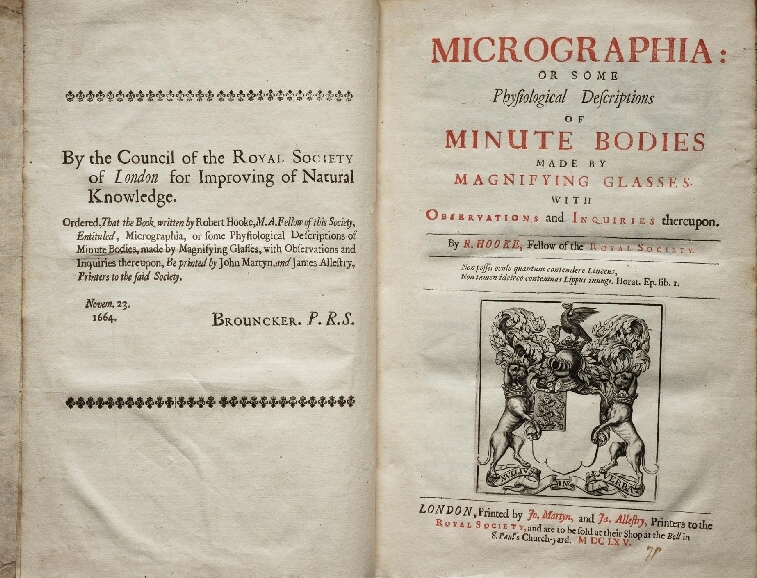 By the Council of the ROYAL SOCIETY
of London for Improving of Natural
Knowledge.
Ordered, That the Book written by Robert Hooke, M.A. Fellow of this Society,
Entituled, Micrographia, or some Phyſiological Deſcriptions of
Minute Bodies, made by Magnifying Glaſſes, with Obſervations and
Inquiries thereupon, Be printed by John Martyn, and James Alleſtry,
Printers to the ſaid Society.
Novem. 23.
1664.
BROUNCKER. P. R. S.
MICROGRAPHIA:
OR SOME
Phyſiological Deſcriptions
OF
MINUTE BODIES
MADE BY
MAGNIFYING GLASSES.
WITH
OBSERVATIONS and INQUIRIES thereupon.
By R. HOOKE, Fellow of the ROYAL SOCIETY.
Non poſſis oculo quantum contendere Linceus,
Non tamen idcirco contemnas Lippus inungi. Horat. Ep. lib. 1.
NULLIUS IN VERBA
LONDON, Printed by Jo. Martyn, and Ja. Alleſtry, Printers to the
ROYAL SOCIETY, and are to be ſold at their Shop at the Bell in
S. Paul's Church-yard. M DC LX V.